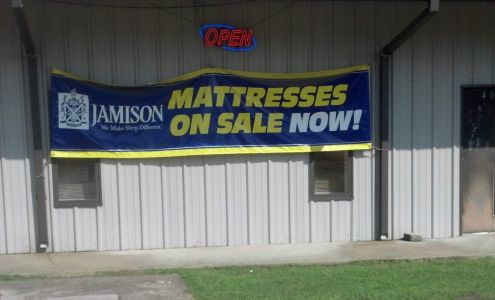 OPEN
JAMISON
We Make Sleep Different.
MATTRESSES
ON SALE NOW!